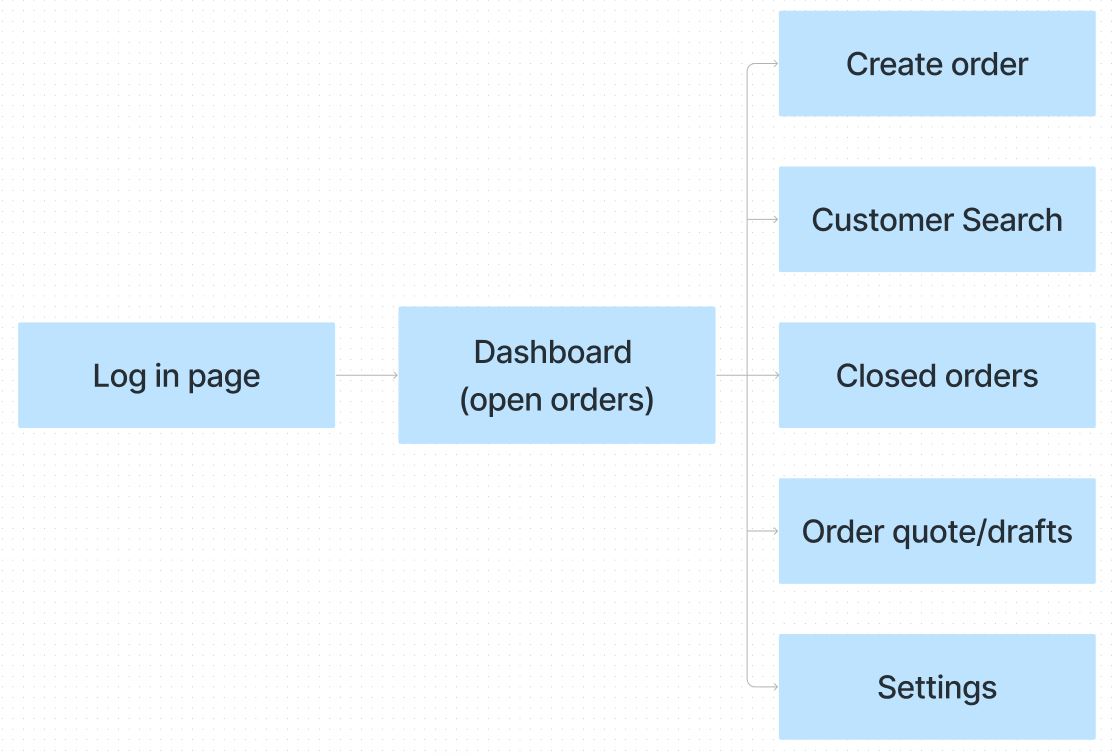 Create order
Customer Search
Log in page
Dashboard
(open orders)
Closed orders
Order quote/drafts
Settings